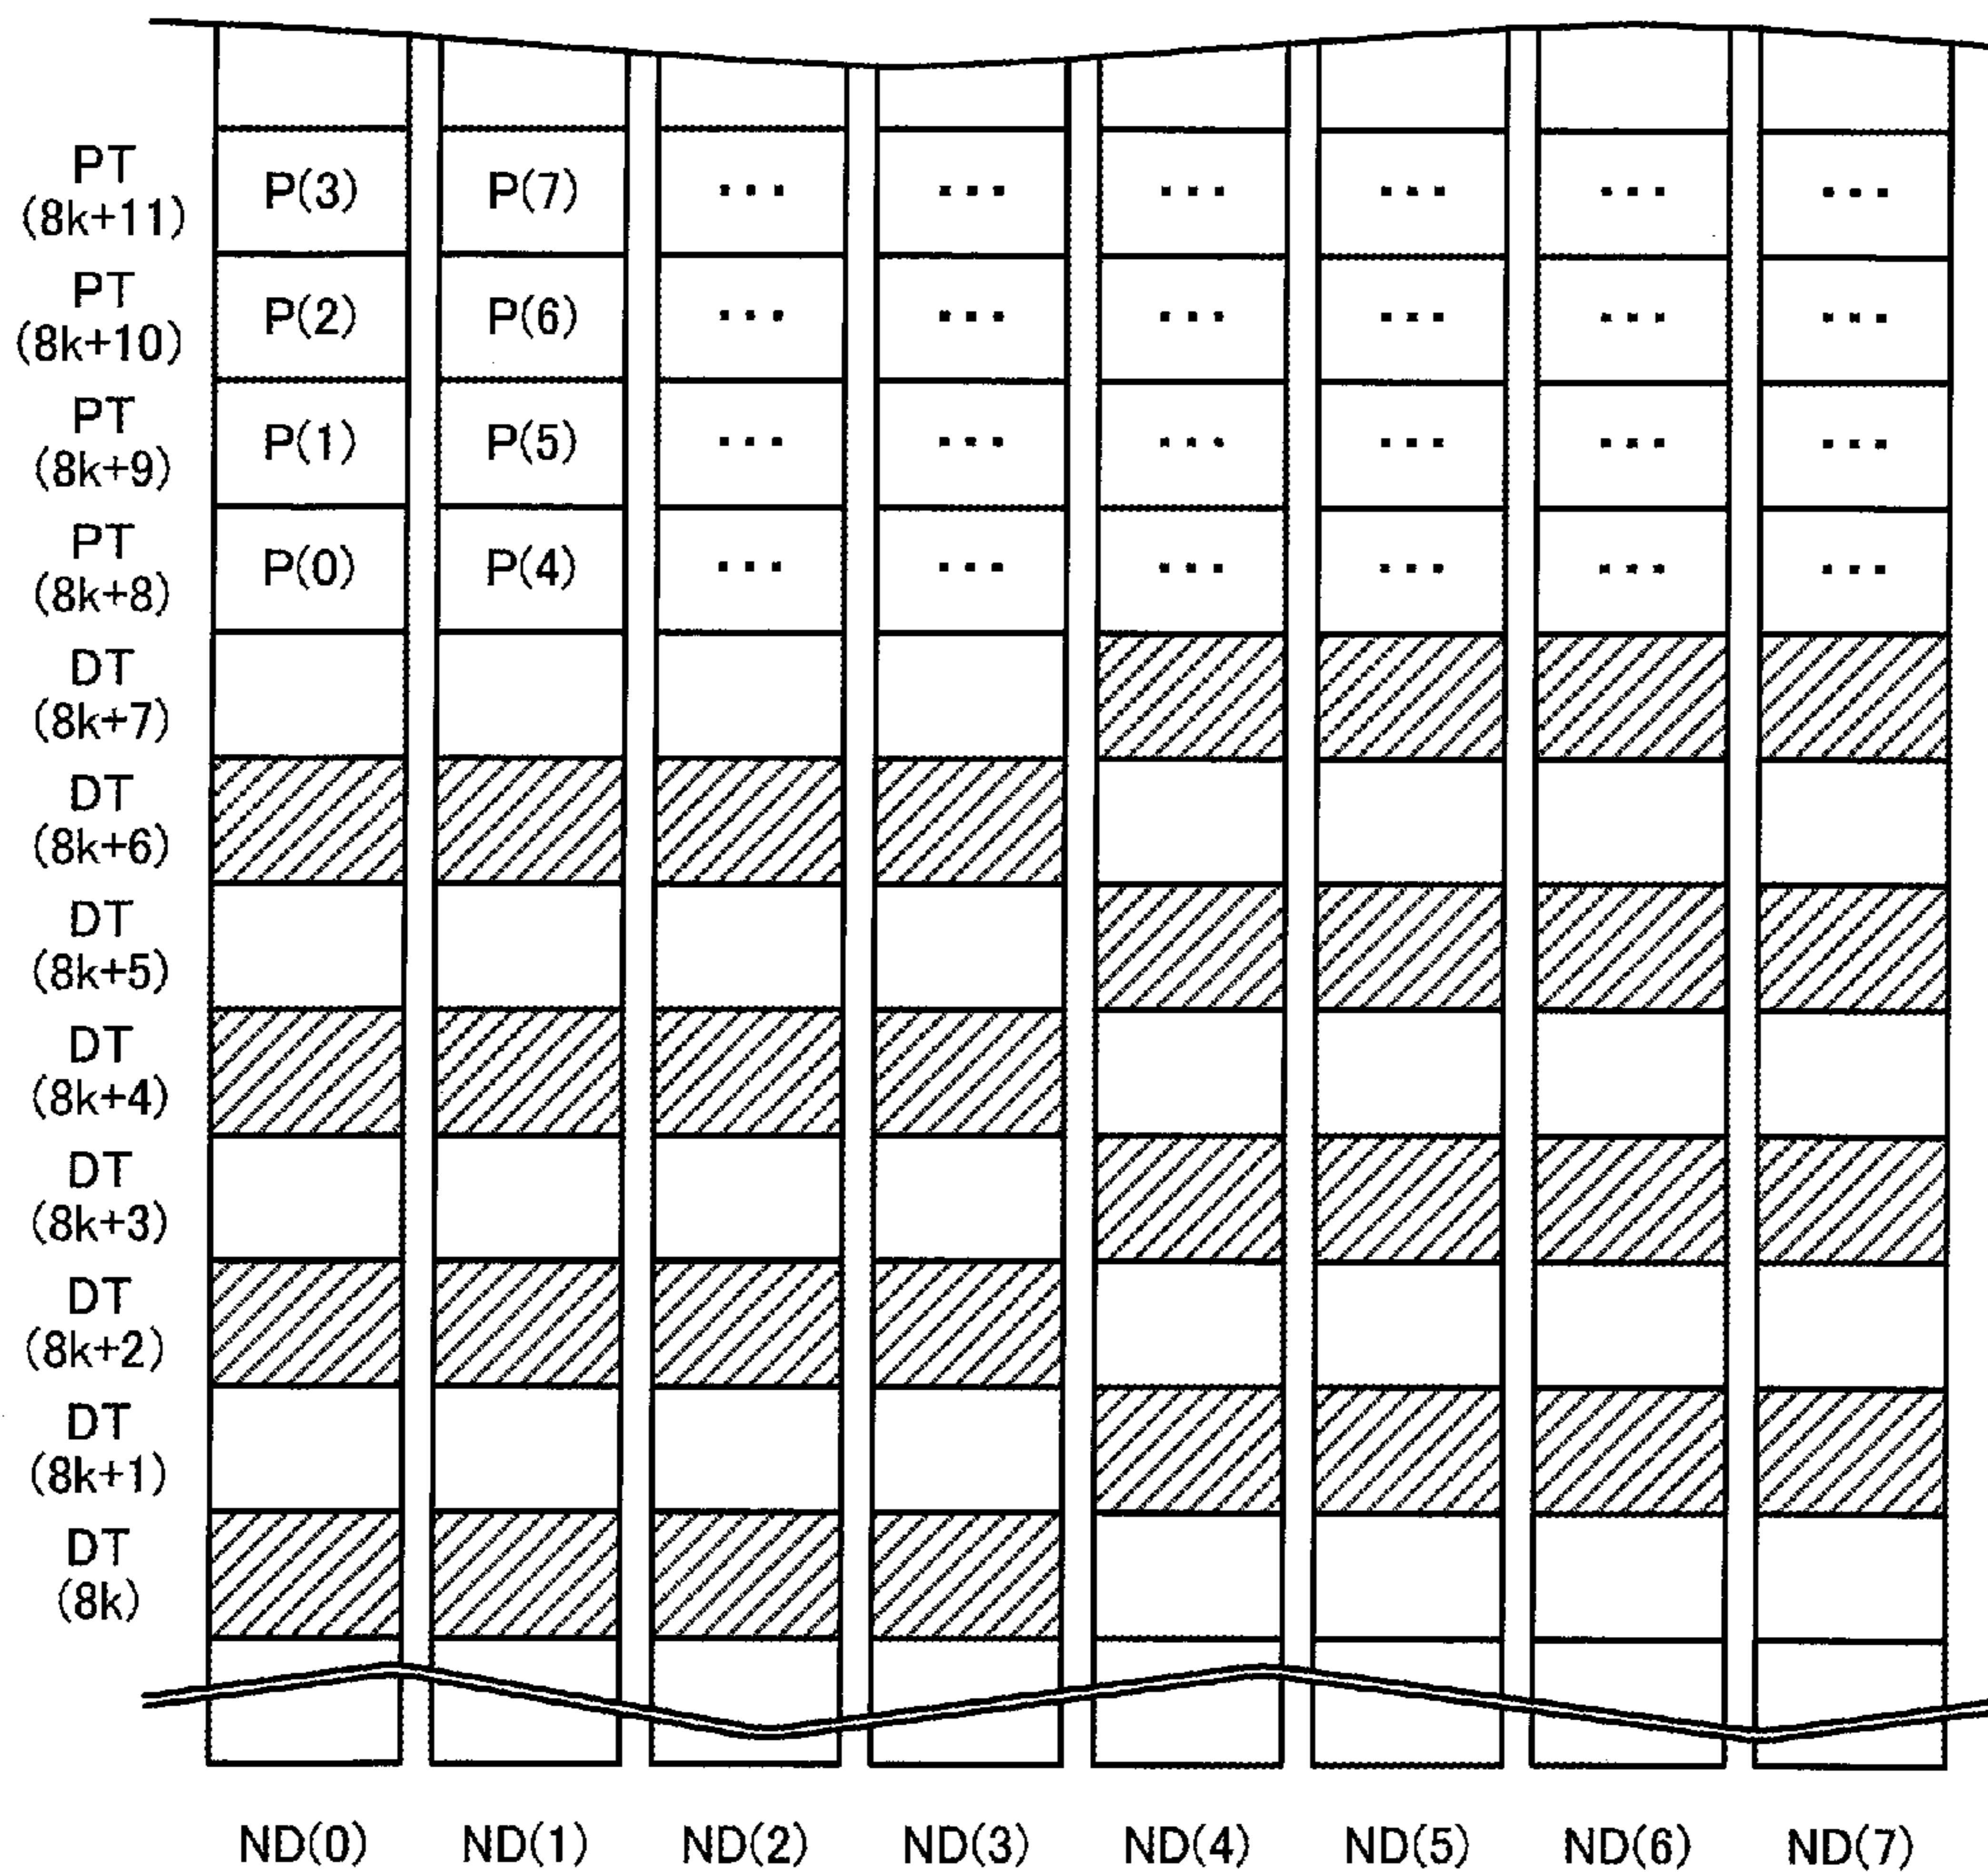 PT
(8k+11) P(3) P(7) ... ... ... ... ... ...
PT
(8k+10) P(2) P(6) ... ... ... ... ... ...
PT
(8k+9) P(1) P(5) ... ... ... ... ... ...
PT
(8k+8) P(0) P(4) ... ... ... ... ... ...
DT
(8k+7)
DT
(8k+6)
DT
(8k+5)
DT
(8k+4)
DT
(8k+3)
DT
(8k+2)
DT
(8k+1)
DT
(8k)
ND(0) ND(1) ND(2) ND(3) ND(4) ND(5) ND(6) ND(7)